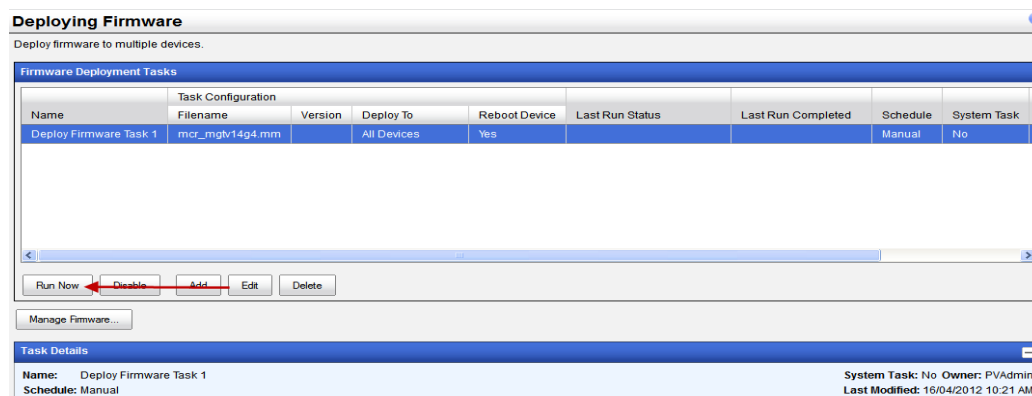 Deploying Firmware
Deploy firmware to multiple devices.
Firmware Deployment Tasks
Task Configuration
Name Filename Version Deploy To Reboot Device Last Run Status Last Run Completed Schedule System Task
Deploy Firmware Task 1 mcr_mgtv14g4.mm All Devices Yes Manual No
Run Now Disable Add Edit Delete
Manage Firmware...
Task Details
Name: Deploy Firmware Task 1 System Task: No Owner: PVAdmin
Schedule: Manual Last Modified: 16/04/2012 10:21 AM